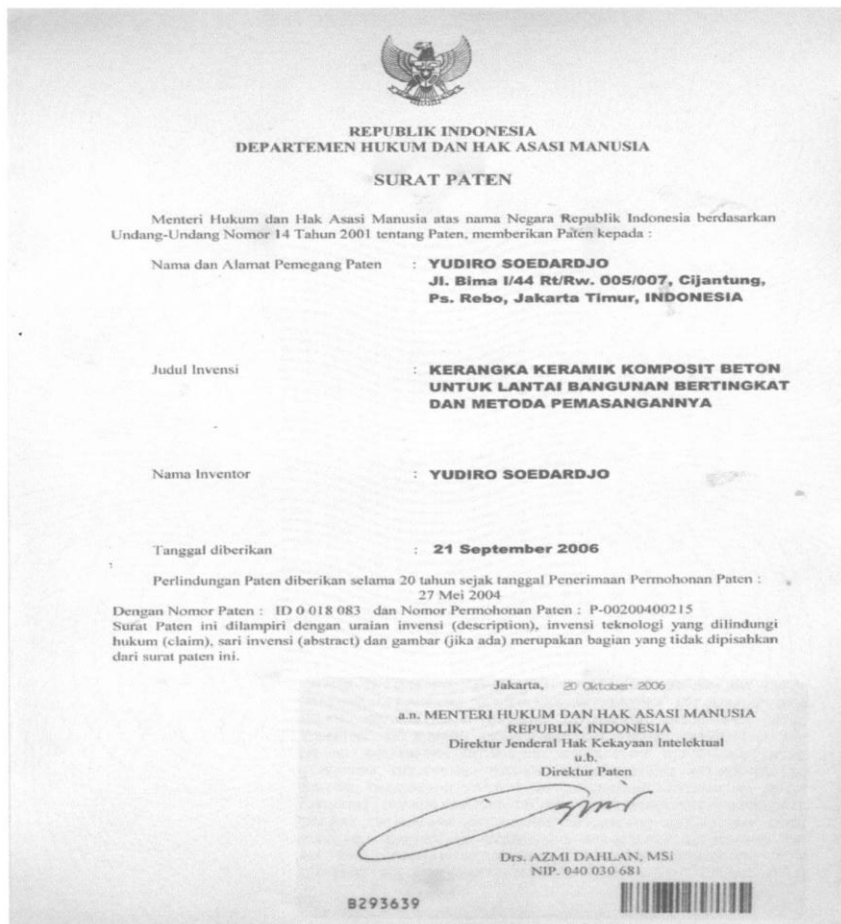 REPUBLIK INDONESIA
DEPARTEMEN HUKUM DAN HAK ASASI MANUSIA
SURAT PATEN
Menteri Hukum dan Hak Asasi Manusia atas nama Negara Republik Indonesia berdasarkan
Undang-Undang Nomor 14 Tahun 2001 tentang Paten, memberikan Paten kepada :
Nama dan Alamat Pemegang Paten : YUDIRO SOEDARDJO
Jl. Bima I/44 Rt/Rw. 005/007, Cijantung,
Ps. Rebo, Jakarta Timur, INDONESIA
Judul Invensi : KERANGKA KERAMIK KOMPOSIT BETON
UNTUK LANTAI BANGUNAN BERTINGKAT
DAN METODA PEMASANGANNYA
Nama Inventor : YUDIRO SOEDARDJO
Tanggal diberikan : 21 September 2006
Perlindungan Paten diberikan selama 20 tahun sejak tanggal Penerimaan Permohonan Paten :
27 Mei 2004
Dengan Nomor Paten : ID 0 018 083 dan Nomor Permohonan Paten : P-00200400215
Surat Paten ini dilampiri dengan uraian invensi (description), invensi teknologi yang dilindungi
hukum (claim), sari invensi (abstract) dan gambar (jika ada) merupakan bagian yang tidak dipisahkan
dari surat paten ini.
Jakarta, 20 Oktober 2006
a.n. MENTERI HUKUM DAN HAK ASASI MANUSIA
REPUBLIK INDONESIA
Direktur Jenderal Hak Kekayaan Intelektual
u.b.
Direktur Paten
Drs. AZMI DAHLAN, MSi
NIP. 040 030 681
B293639